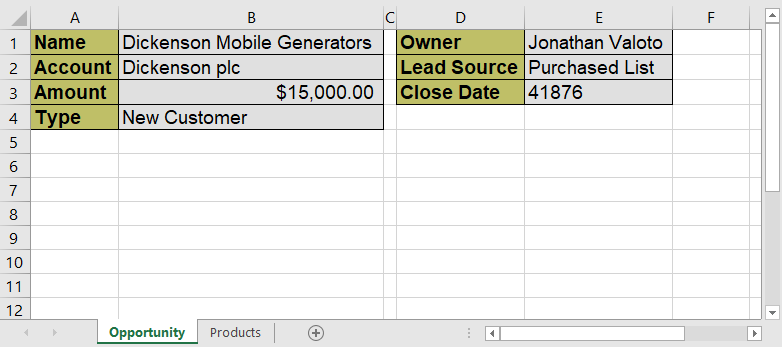 A B C D E F
1 Name Dickenson Mobile Generators Owner Jonathan Valoto
2 Account Dickenson plc Lead Source Purchased List
3 Amount $15,000.00 Close Date 41876
4 Type New Customer
5
6
7
8
9
10
11
12
Opportunity Products